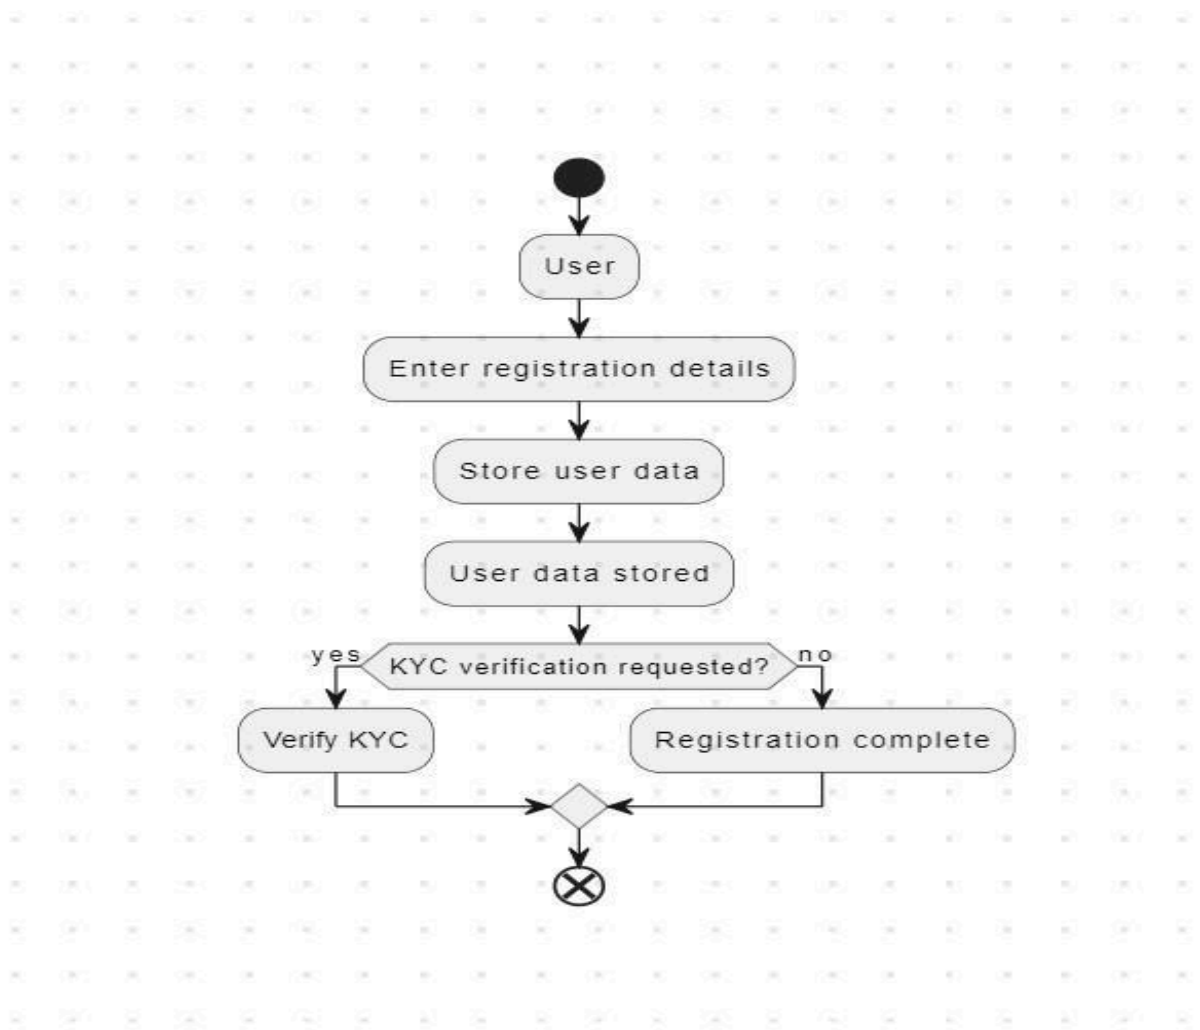 User
Enter registration details
Store user data
User data stored
yes
KYC verification requested?
no
Verify KYC
Registration complete